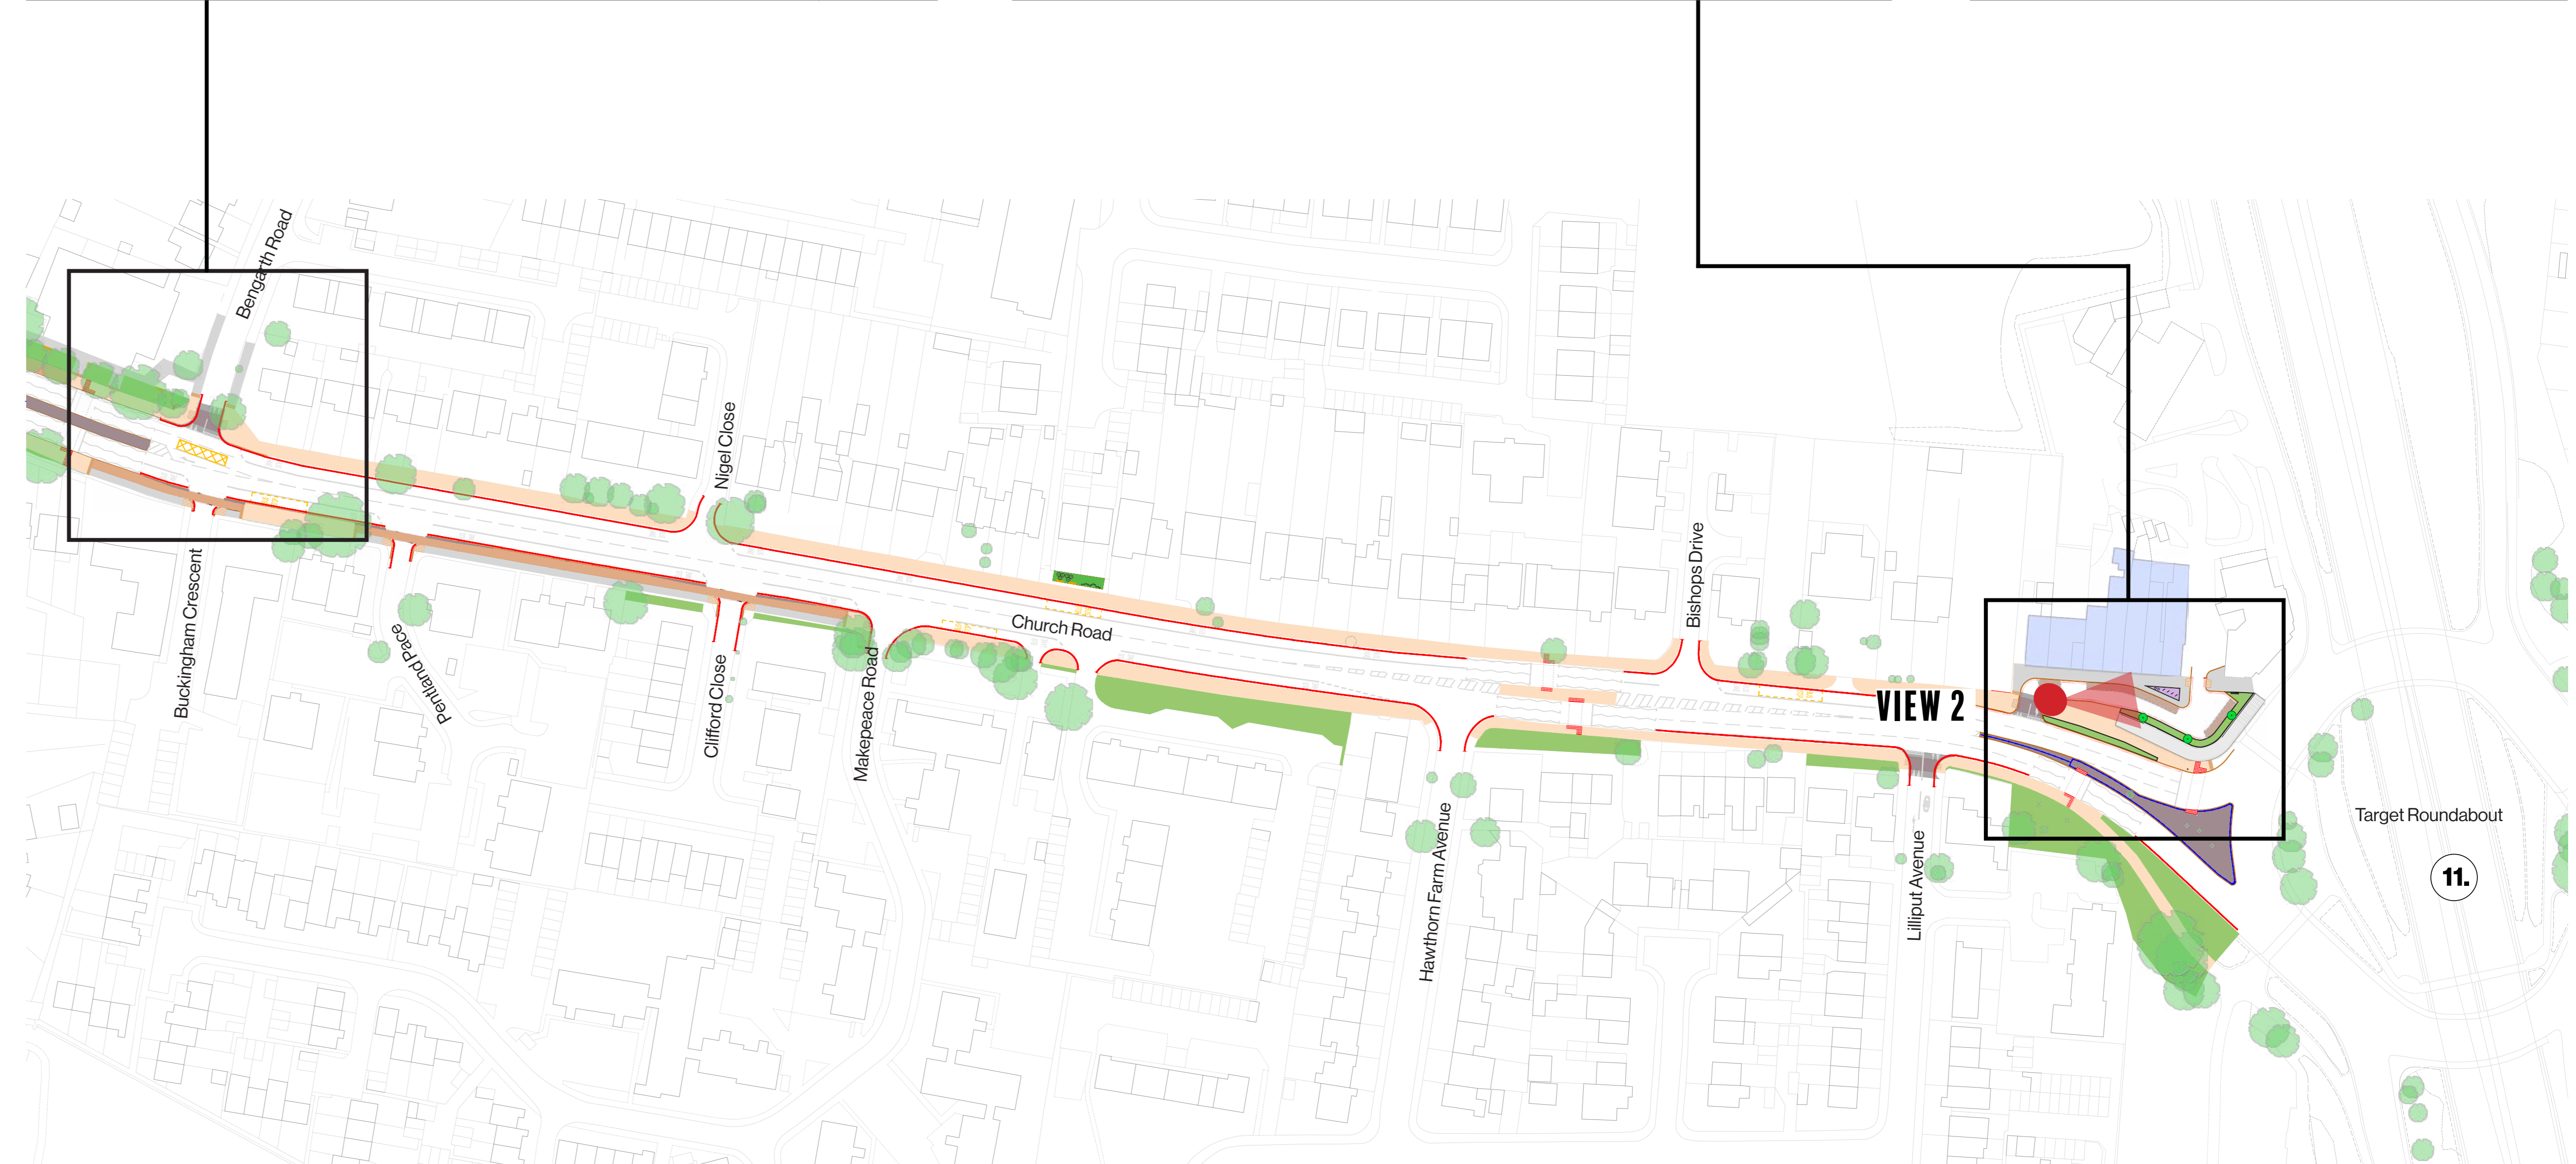 Bengarth Road
Nigel Close
Buckingham Crescent
Pentland Pace
Clifford Close
Makepeace Road
Church Road
Bishops Drive
VIEW 2
Hawthorn Farm Avenue
Lilliput Avenue
Target Roundabout
11.